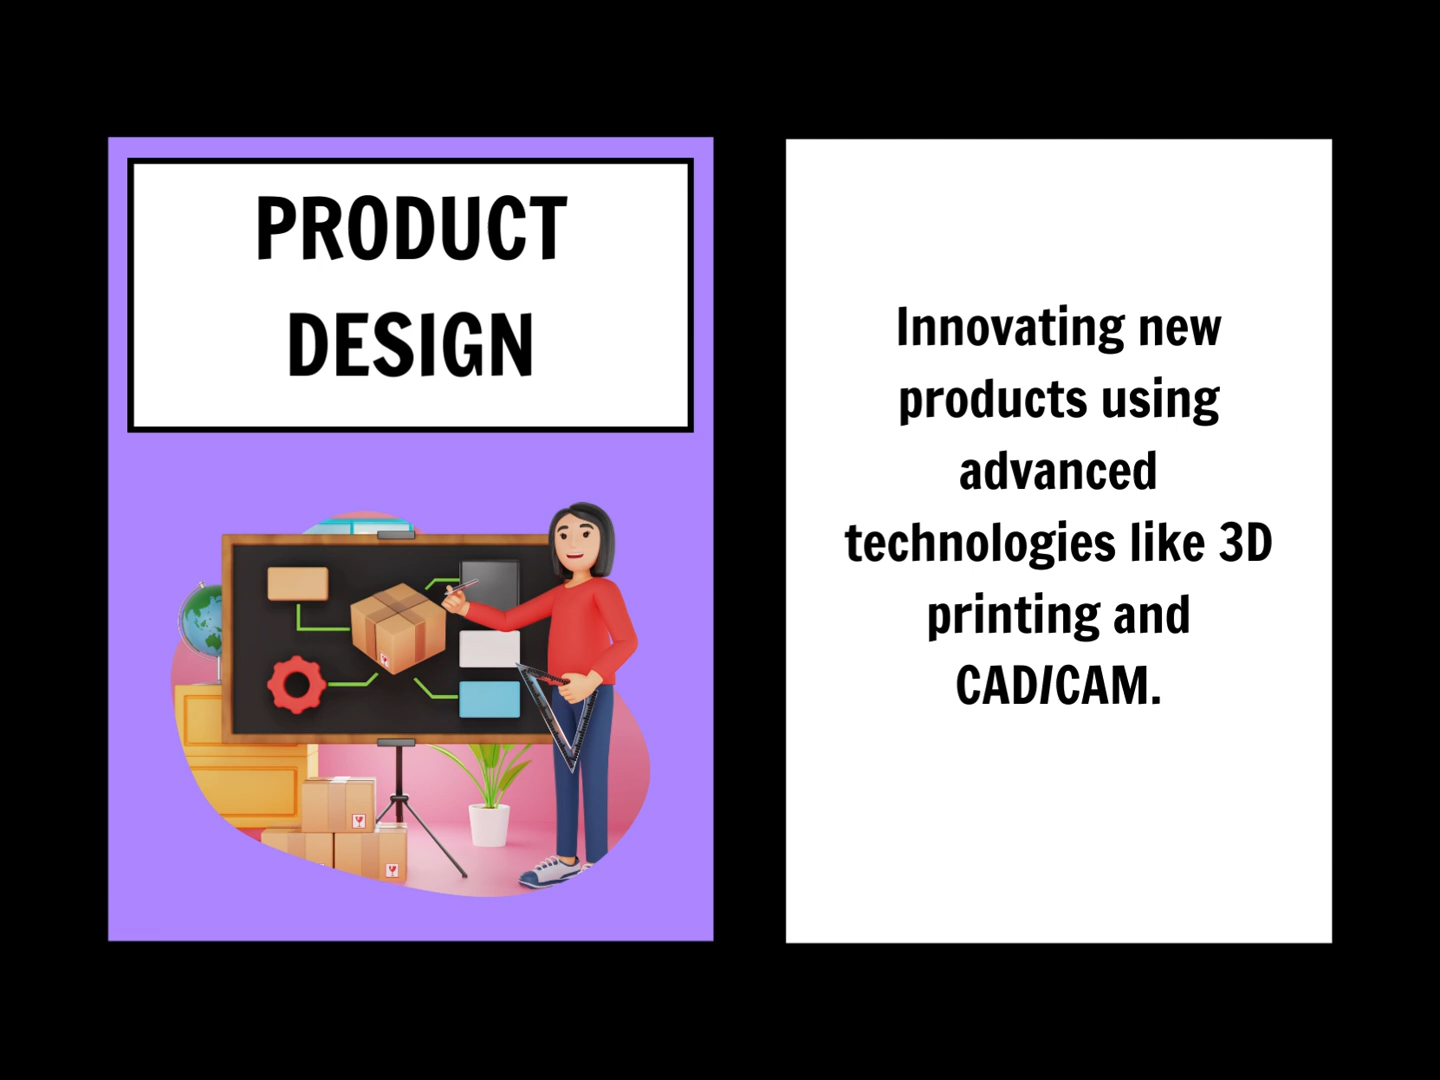 PRODUCT
DESIGN
Innovating new
products using
advanced
technologies like 3D
printing and
CAD/CAM.